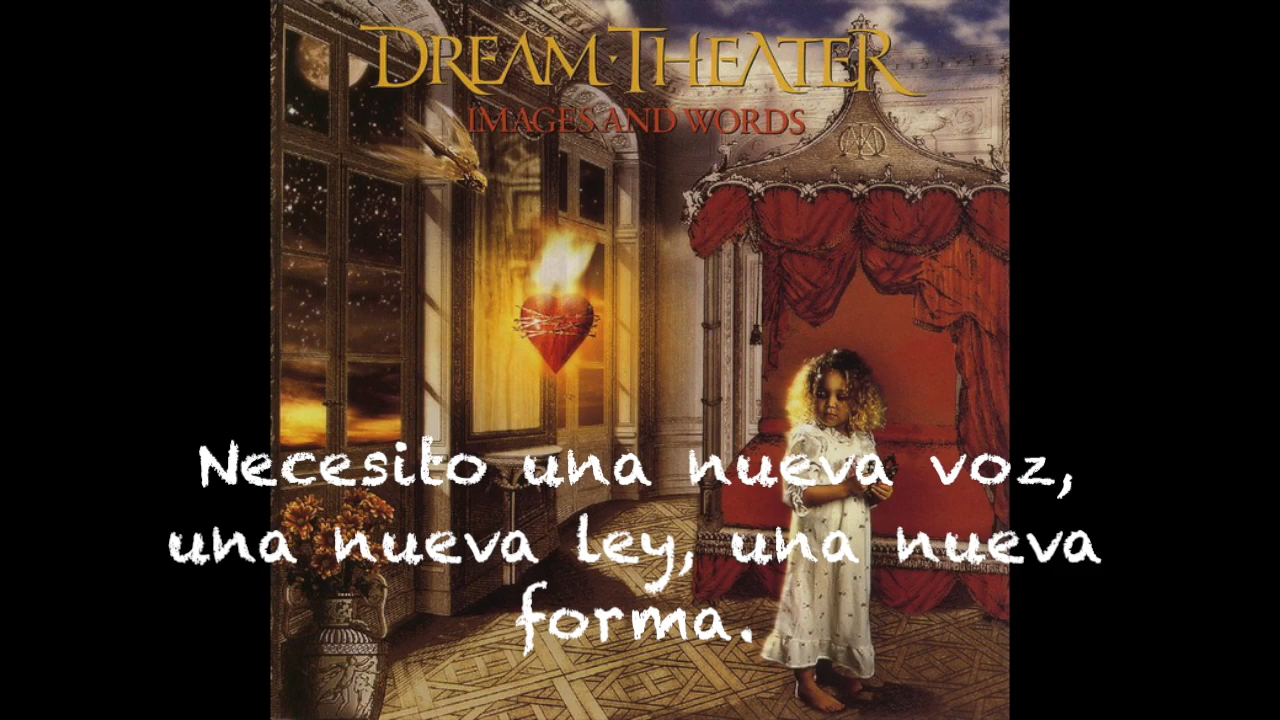 DREAM·THEATER
IMAGES AND WORDS
Necesito una nueva voz,
una nueva ley, una nueva
forma.